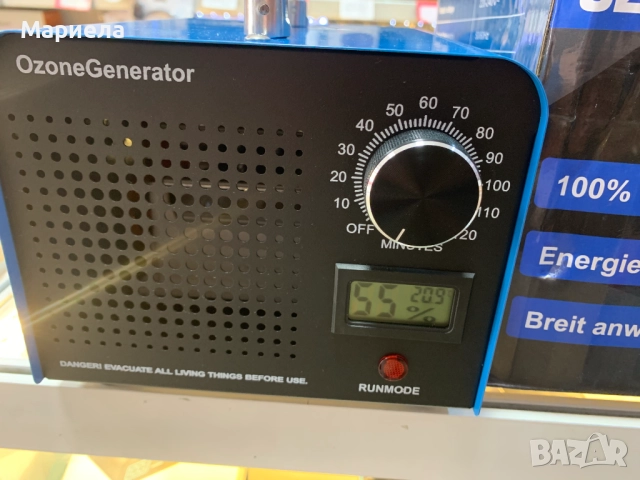 Мариела
OzoneGenerator
OFF 10 20 30 40 50 60 70 80 90 100 110 120
MINUTES
55 20.9
%
RUNMODE
DANGER! EVACUATE ALL LIVING THINGS BEFORE USE.
100%
Energie
Breit anw
BAZAR